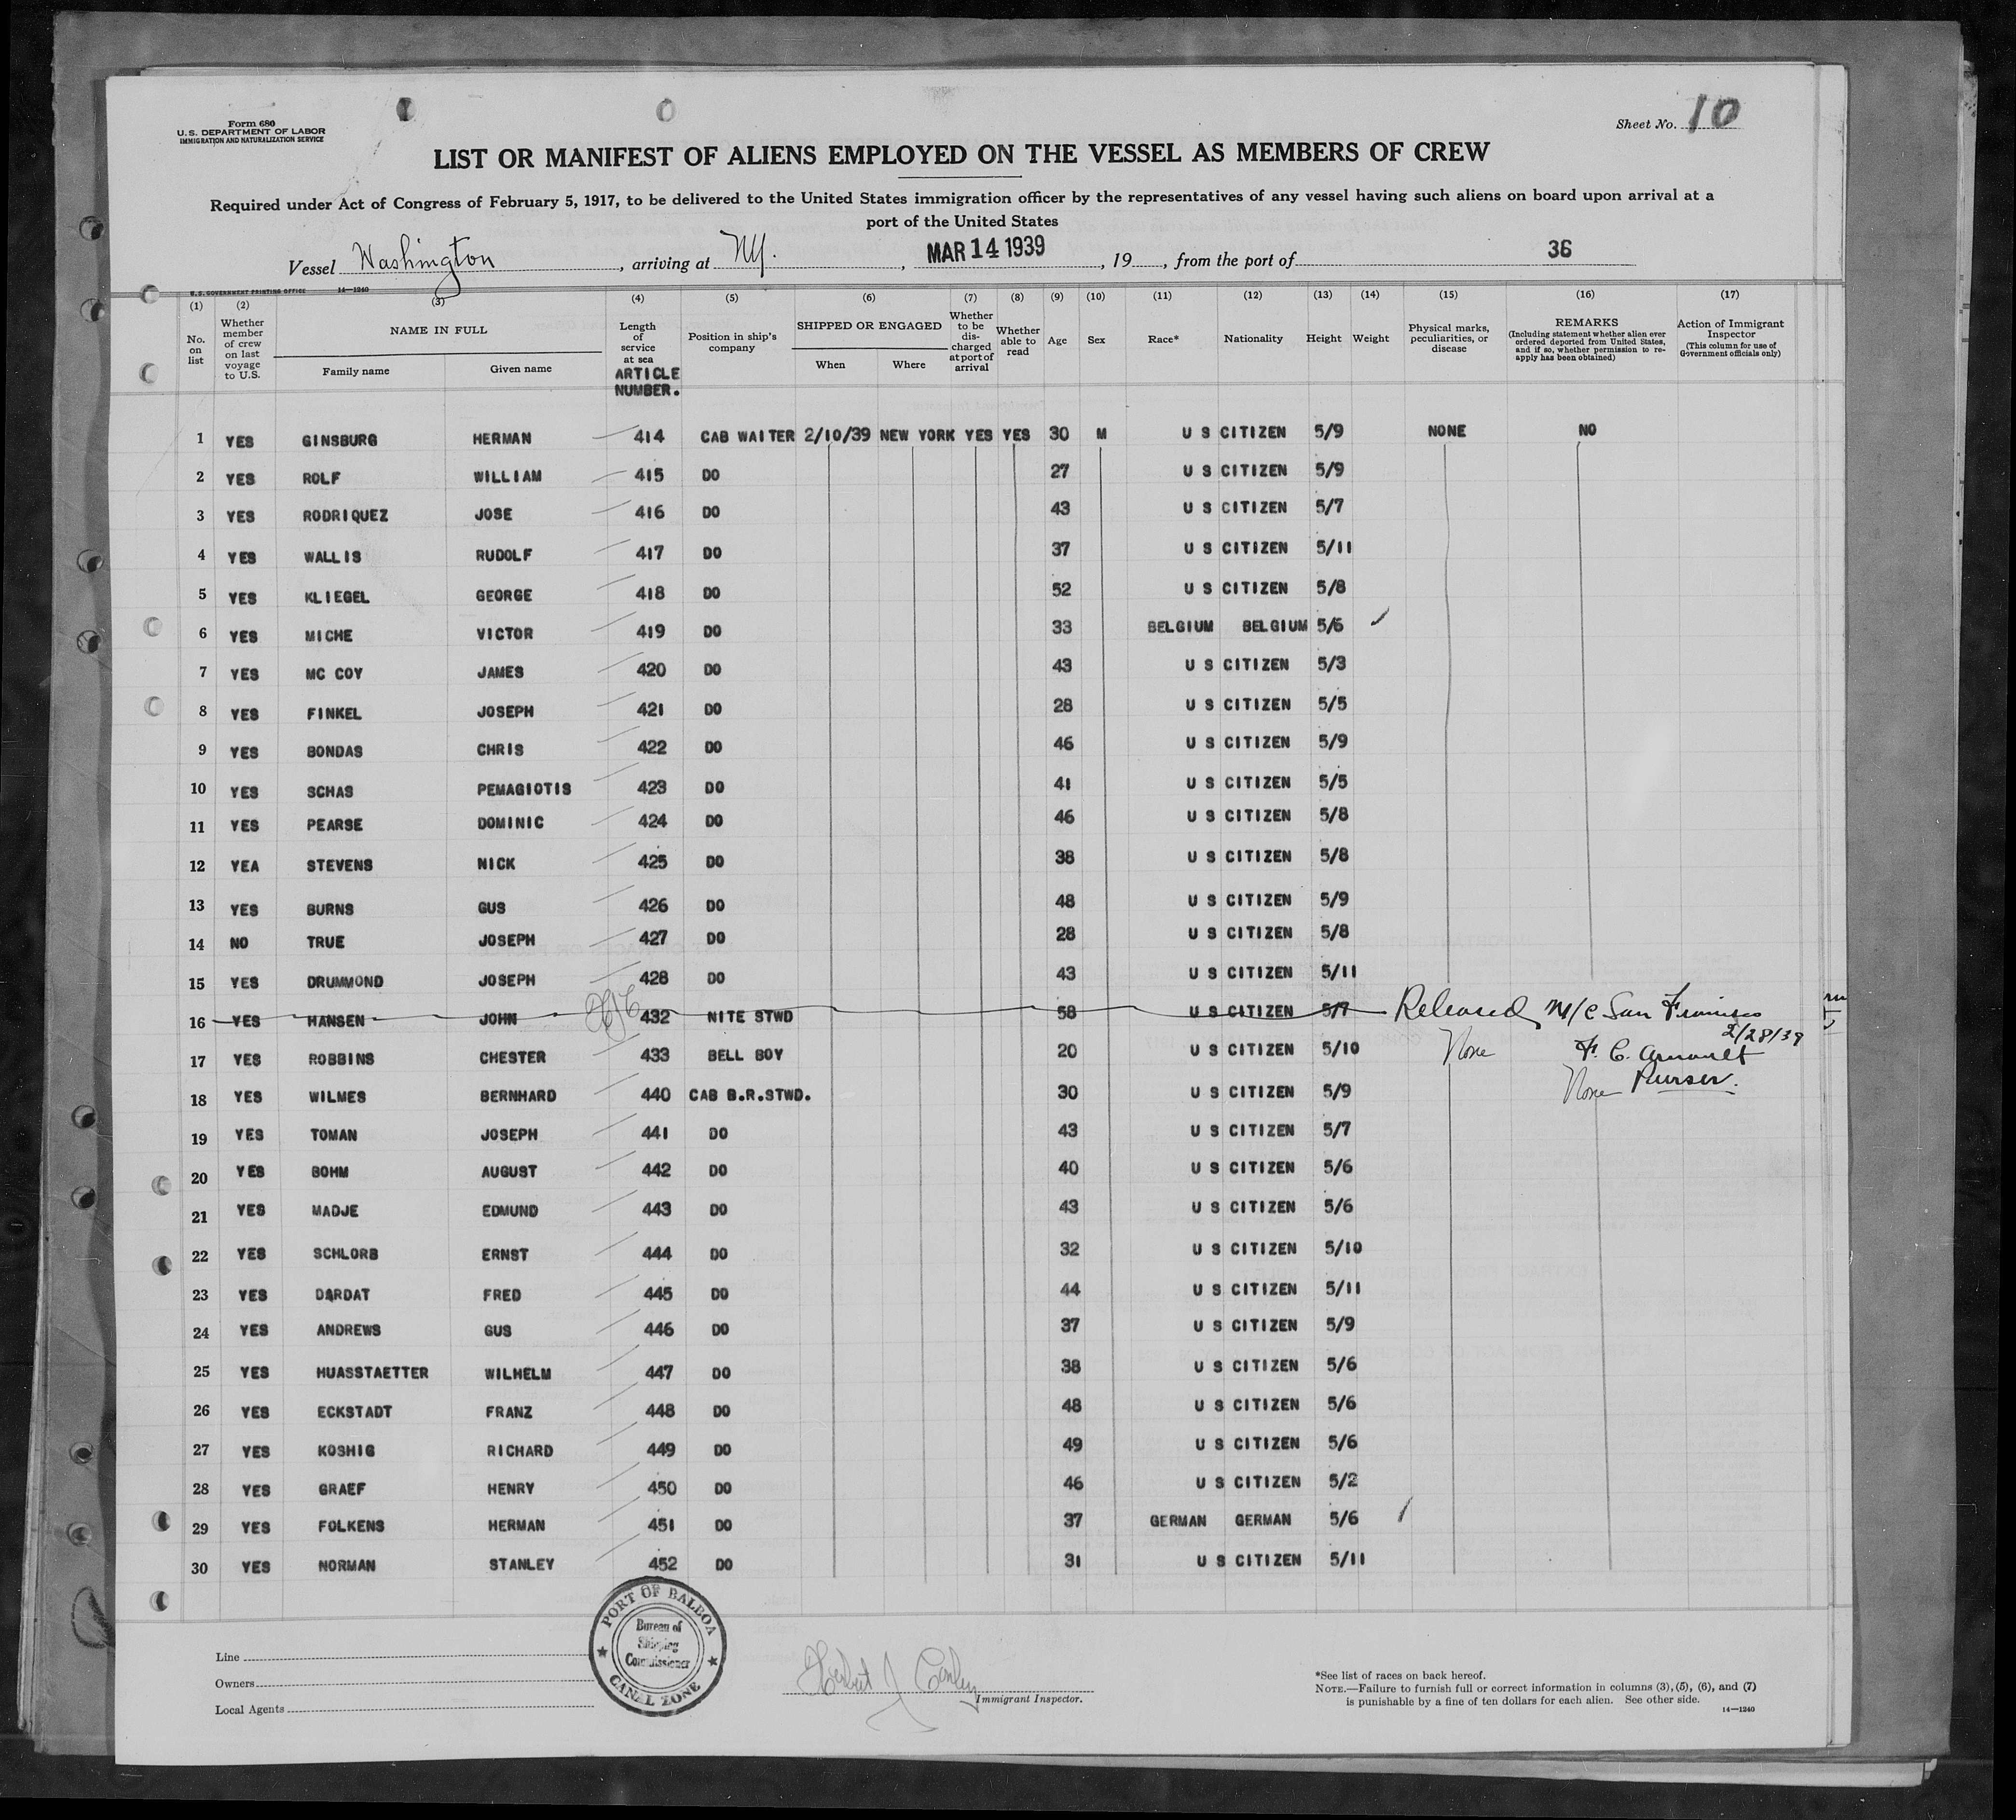 Form 680
U.S. DEPARTMENT OF LABOR
IMMIGRATION AND NATURALIZATION SERVICE
Sheet No. 10
LIST OR MANIFEST OF ALIENS EMPLOYED ON THE VESSEL AS MEMBERS OF CREW
Required under Act of Congress of February 5, 1917, to be delivered to the United States immigration officer by the representatives of any vessel having such aliens on board upon arrival at a
port of the United States
Vessel Washington, arriving at NY., MAR 14 1939, 19, from the port of 36
U.S. GOVERNMENT PRINTING OFFICE 14—1240
(1) (2) (3) (4) (5) (6) (7) (8) (9) (10) (11) (12) (13) (14) (15) (16) (17)
No. on list
Whether member of crew on last voyage to U.S.
NAME IN FULL
Family name
Given name
Length of service at sea
ARTICLE NUMBER.
Position in ship's company
SHIPPED OR ENGAGED
When
Where
Whether to be discharged at port of arrival
Whether able to read
Age
Sex
Race*
Nationality
Height
Weight
Physical marks, peculiarities, or disease
REMARKS
(Including statement whether alien ever ordered deported from United States, and if so, whether permission to reapply has been obtained)
Action of Immigrant Inspector
(This column for use of Government officials only)
1 YES GINSBURG HERMAN 414 CAB WAITER 2/10/39 NEW YORK YES YES 30 M U S CITIZEN 5/9 NONE NO
2 YES ROLF WILLIAM 415 DO 27 U S CITIZEN 5/9
3 YES RODRIQUEZ JOSE 416 DO 43 U S CITIZEN 5/7
4 YES WALLIS RUDOLF 417 DO 37 U S CITIZEN 5/11
5 YES KLIEGEL GEORGE 418 DO 52 U S CITIZEN 5/8
6 YES MICHE VICTOR 419 DO 33 BELGIUM BELGIUM 5/6 ✓
7 YES MC COY JAMES 420 DO 43 U S CITIZEN 5/3
8 YES FINKEL JOSEPH 421 DO 28 U S CITIZEN 5/5
9 YES BONDAS CHRIS 422 DO 46 U S CITIZEN 5/9
10 YES SCHAS PEMAGIOTIS 423 DO 41 U S CITIZEN 5/5
11 YES PEARSE DOMINIC 424 DO 46 U S CITIZEN 5/8
12 YEA STEVENS NICK 425 DO 38 U S CITIZEN 5/8
13 YES BURNS GUS 426 DO 48 U S CITIZEN 5/9
14 NO TRUE JOSEPH 427 DO 28 U S CITIZEN 5/8
15 YES DRUMMOND JOSEPH 428 DO 43 U S CITIZEN 5/11
16 YES HANSEN JOHN 432 NITE STWD 58 U S CITIZEN 5/7 Released M/C San Francisco
2/28/39
17 YES ROBBINS CHESTER 433 BELL BOY 20 U S CITIZEN 5/10 None F. C. Arnoult
Purser.
18 YES WILMES BERNHARD 440 CAB B.R.STWD. 30 U S CITIZEN 5/9 None
19 YES TOMAN JOSEPH 441 DO 43 U S CITIZEN 5/7
20 YES BOHM AUGUST 442 DO 40 U S CITIZEN 5/6
21 YES MADJE EDMUND 443 DO 43 U S CITIZEN 5/6
22 YES SCHLORB ERNST 444 DO 32 U S CITIZEN 5/10
23 YES DARDAT FRED 445 DO 44 U S CITIZEN 5/11
24 YES ANDREWS GUS 446 DO 37 U S CITIZEN 5/9
25 YES HUASSTAETTER WILHELM 447 DO 38 U S CITIZEN 5/6
26 YES ECKSTADT FRANZ 448 DO 48 U S CITIZEN 5/6
27 YES KOSHIG RICHARD 449 DO 49 U S CITIZEN 5/6
28 YES GRAEF HENRY 450 DO 46 U S CITIZEN 5/2
29 YES FOLKENS HERMAN 451 DO 37 GERMAN GERMAN 5/6
30 YES NORMAN STANLEY 452 DO 31 U S CITIZEN 5/11
PORT OF BALBOA
Bureau of
Shipping
Commissioner
CANAL ZONE
Line
Owners
Local Agents
Immigrant Inspector.
*See list of races on back hereof.
NOTE.—Failure to furnish full or correct information in columns (3), (5), (6), and (7)
is punishable by a fine of ten dollars for each alien. See other side.
14—1240